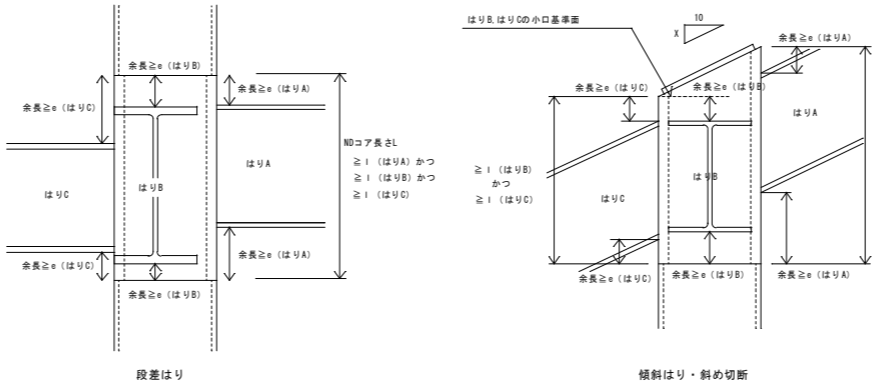 余長≧e（はりB）
余長≧e（はりC）
余長≧e（はりA）
NDコア長さL
≧l（はりA）かつ
≧l（はりB）かつ
≧l（はりC）
はりC
はりB
はりA
余長≧e（はりC）
余長≧e（はりA）
余長≧e（はりB）
段差はり
はりB,はりCの小口基準面
10
X
余長≧e（はりA）
余長≧e（はりC）
余長≧e（はりB）
はりA
≧l（はりB）
かつ
≧l（はりC）
はりB
はりC
余長≧e（はりC）
余長≧e（はりB）
余長≧e（はりA）
傾斜はり・斜め切断